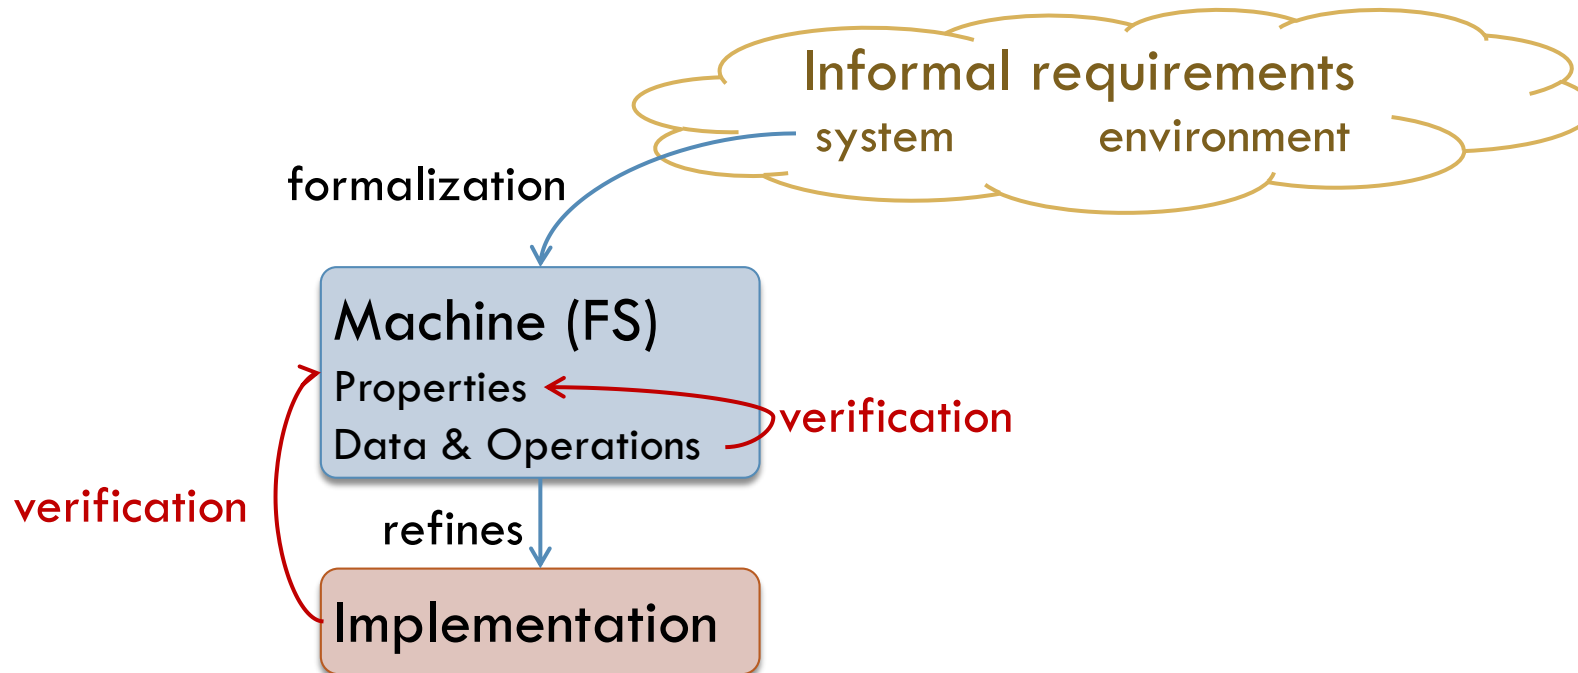 Informal requirements
system environment
formalization
Machine (FS)
Properties
Data & Operations
verification
verification
refines
Implementation